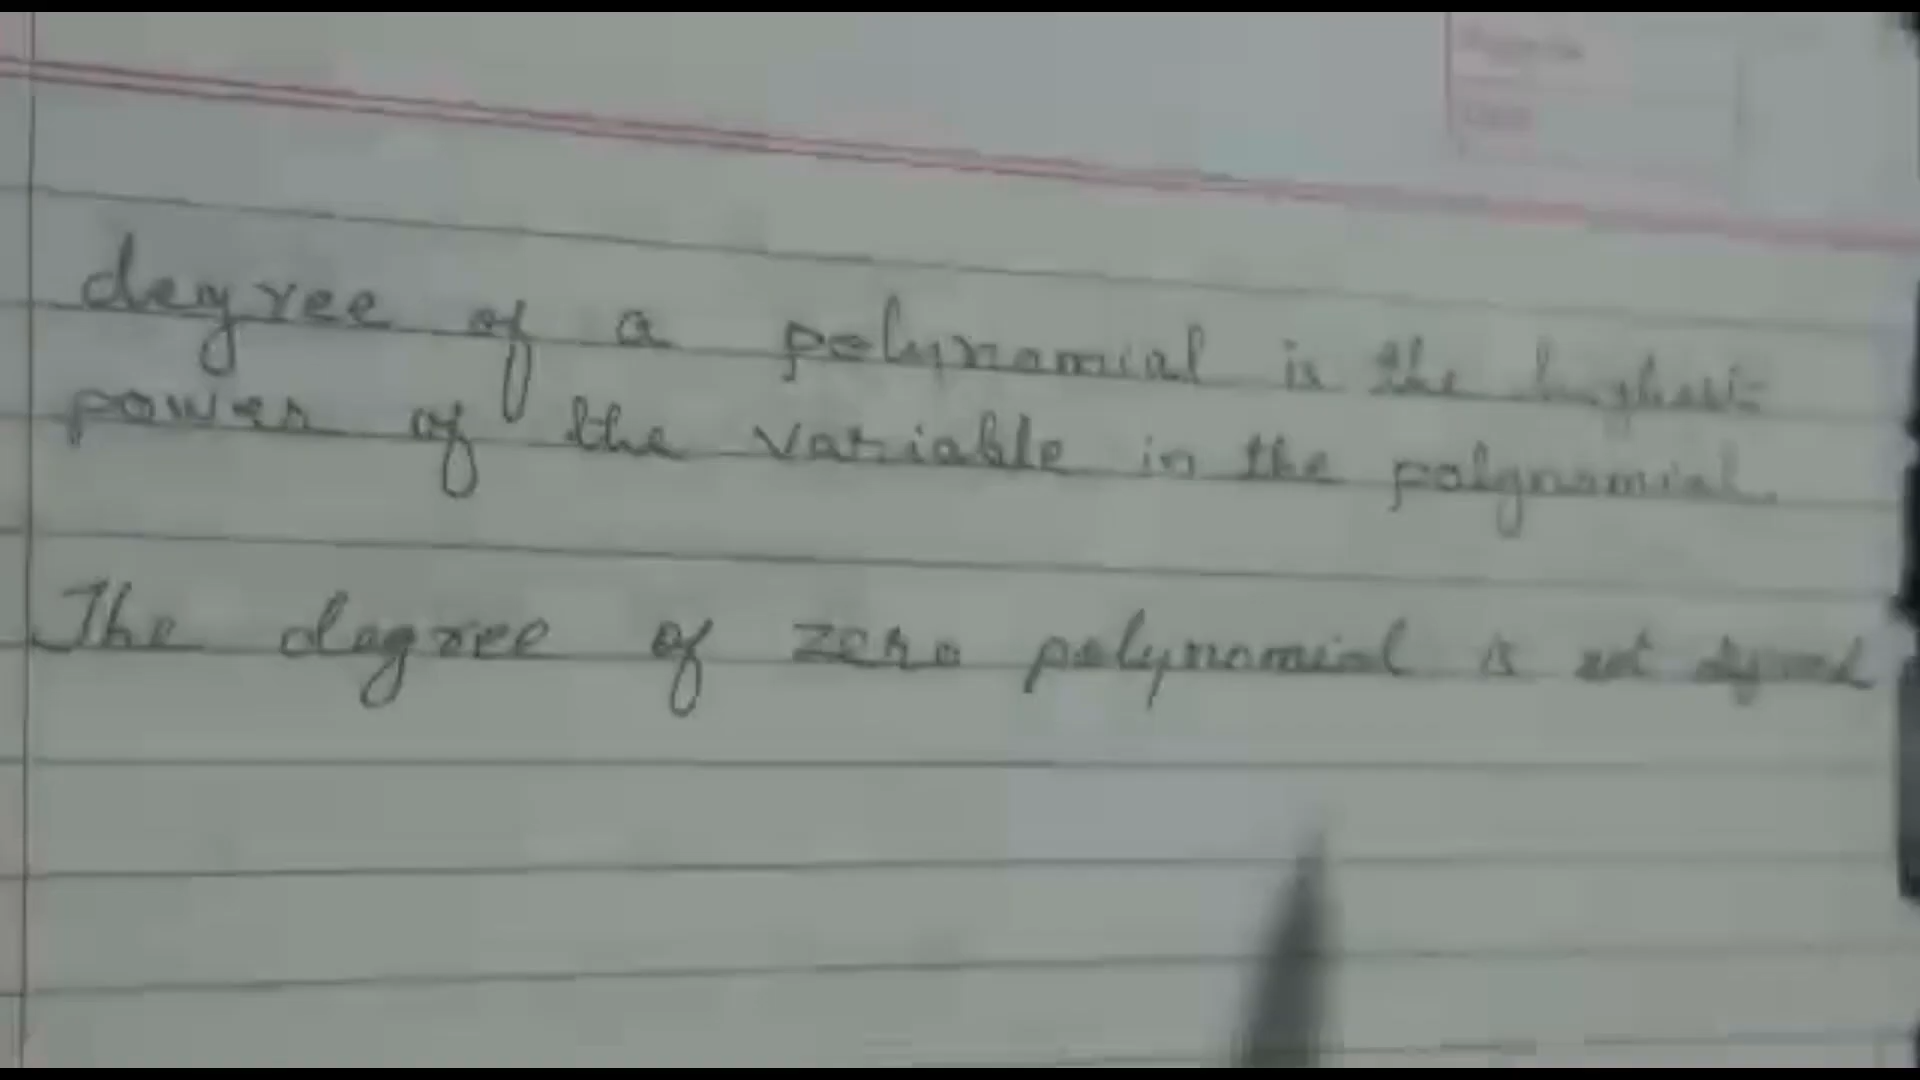 degree of a polynomial is the highest
power of the variable in the polynomial.
The degree of zero polynomial is not defined